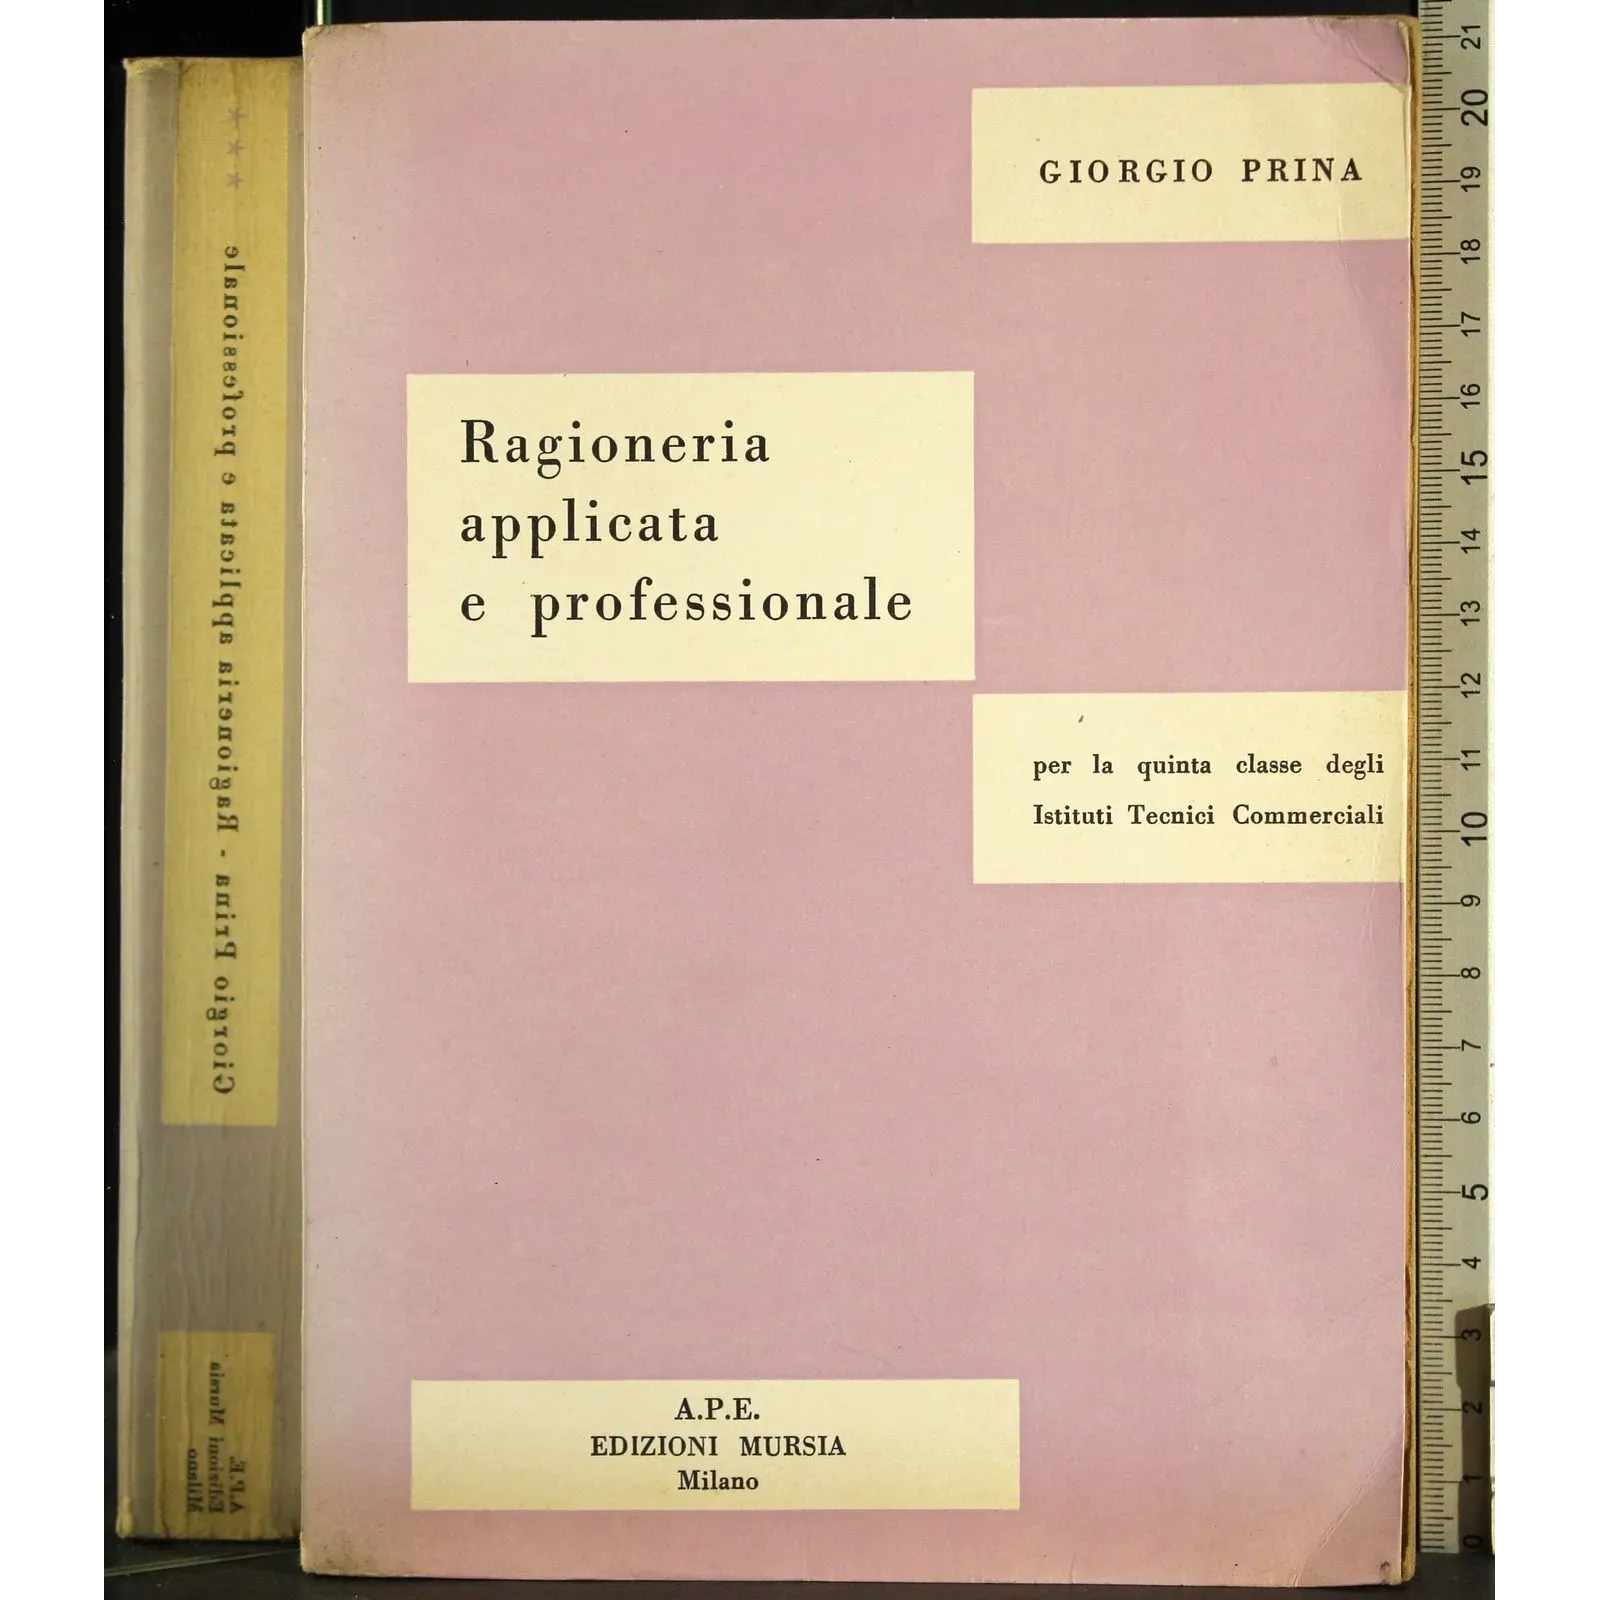 GIORGIO PRINA
Ragioneria
applicata
e professionale
per la quinta classe degli
Istituti Tecnici Commerciali
A.P.E.
EDIZIONI MURSIA
Milano
Giorgio Prina - Ragioneria applicata e professionale ***
A.P.E.
Edizioni Mursia
Milano
21
20
19
18
17
16
15
14
13
12
11
10
9
8
7
6
5
4
3
2
1
0